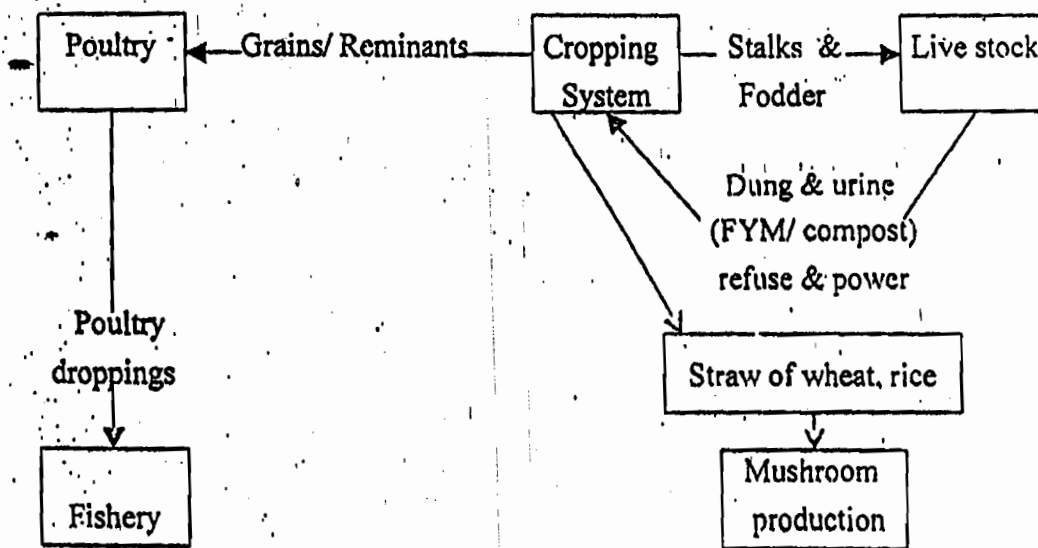 Poultry
Grains/ Reminants
Cropping
System
Stalks &
Fodder
Live stock
Dung & urine
(FYM/ compost)
refuse & power
Poultry
droppings
Straw of wheat, rice
Fishery
Mushroom
production